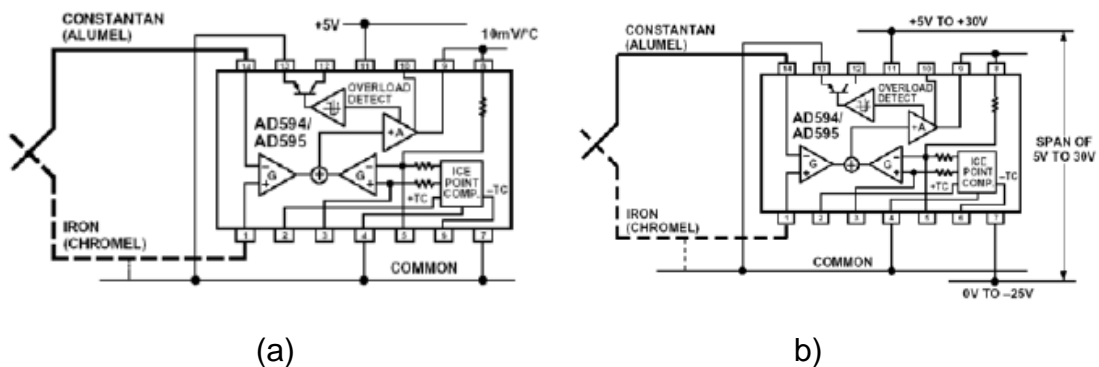 +5V
CONSTANTAN
(ALUMEL)
10mV/°C
14 13 12 11 10 9 8
OVERLOAD
DETECT
AD594/
AD595
+A
G
G
ICE
POINT
COMP.
-TC
+TC
IRON
(CHROMEL)
1 2 3 4 5 6 7
COMMON
(a)
+5V TO +30V
CONSTANTAN
(ALUMEL)
14 13 12 11 10 9 8
OVERLOAD
DETECT
AD594/
AD595
+A
SPAN OF
5V TO 30V
G
G
ICE
POINT
COMP.
-TC
+TC
IRON
(CHROMEL)
1 2 3 4 5 6 7
COMMON
0V TO -25V
b)